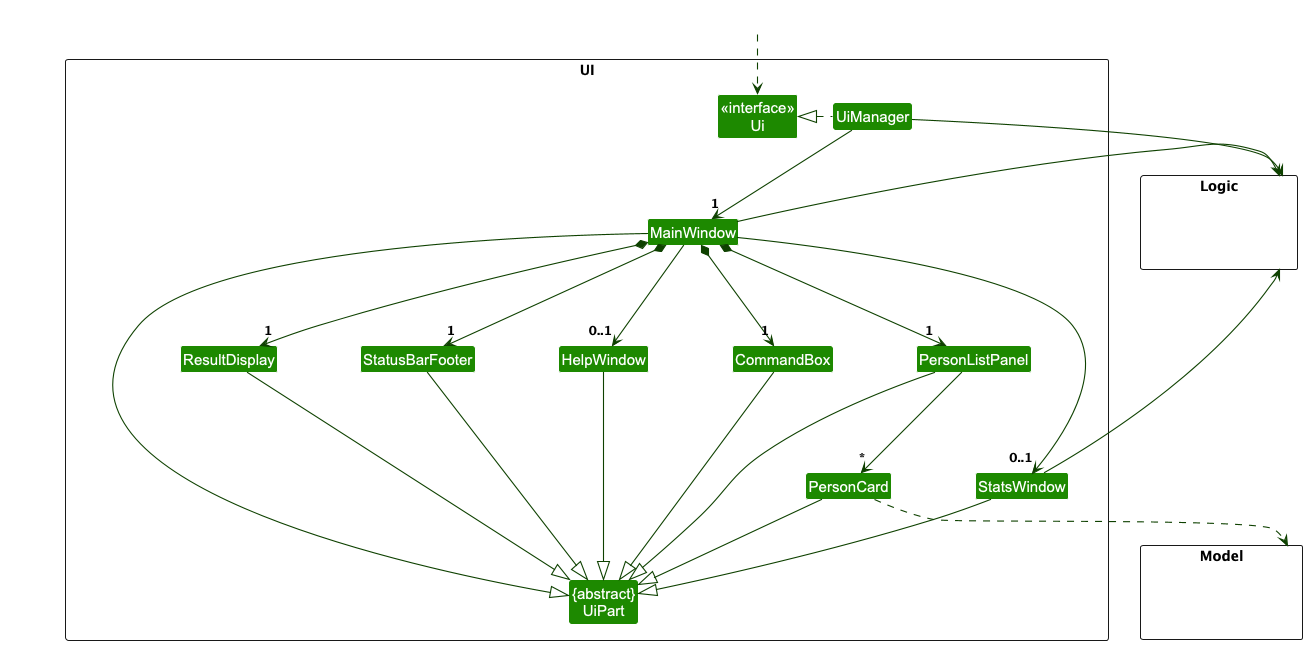 UI
«interface»
Ui
UiManager
Logic
1
MainWindow
1
1
0..1
1
1
ResultDisplay
StatusBarFooter
HelpWindow
CommandBox
PersonListPanel
*
0..1
PersonCard
StatsWindow
Model
{abstract}
UiPart